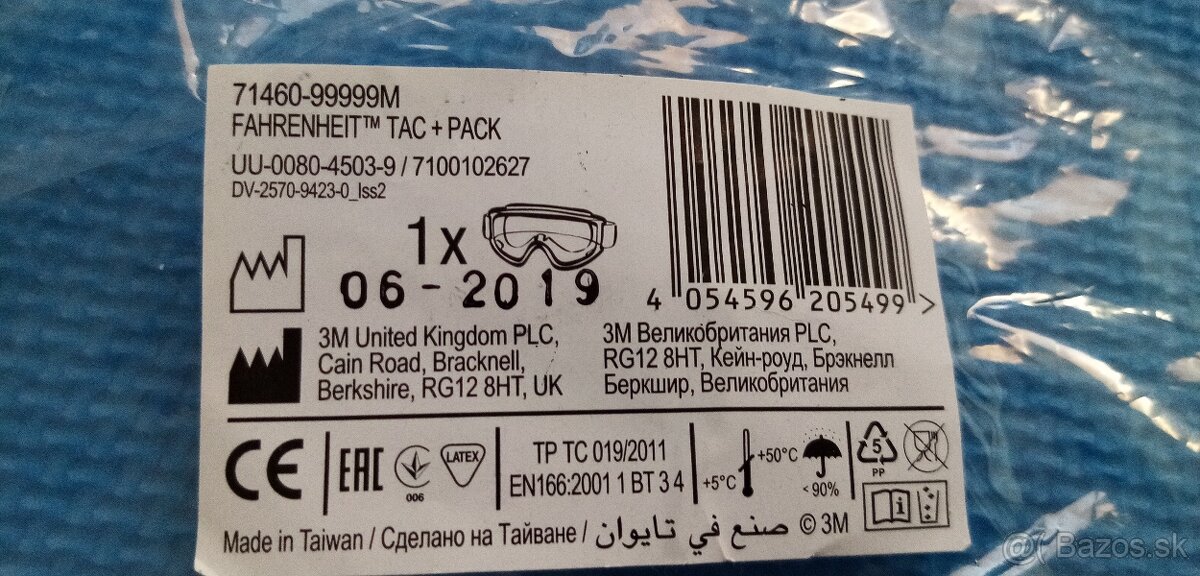 71460-99999M
FAHRENHEIT™ TAC + PACK
UU-0080-4503-9 / 7100102627
DV-2570-9423-0_Iss2
1x
06-2019
4 054596 205499 >
3M United Kingdom PLC,
Cain Road, Bracknell,
Berkshire, RG12 8HT, UK
3M Великобритания PLC,
RG12 8HT, Кейн-роуд, Брэкнелл
Беркшир, Великобритания
CE
EAC
006
LATEX
TP TC 019/2011
EN166:2001 1 BT 3 4
+5°C
+50°C
<90%
5
PP
i
Made in Taiwan / Сделано на Тайване / صنع في تايوان © 3M
Bazos.sk